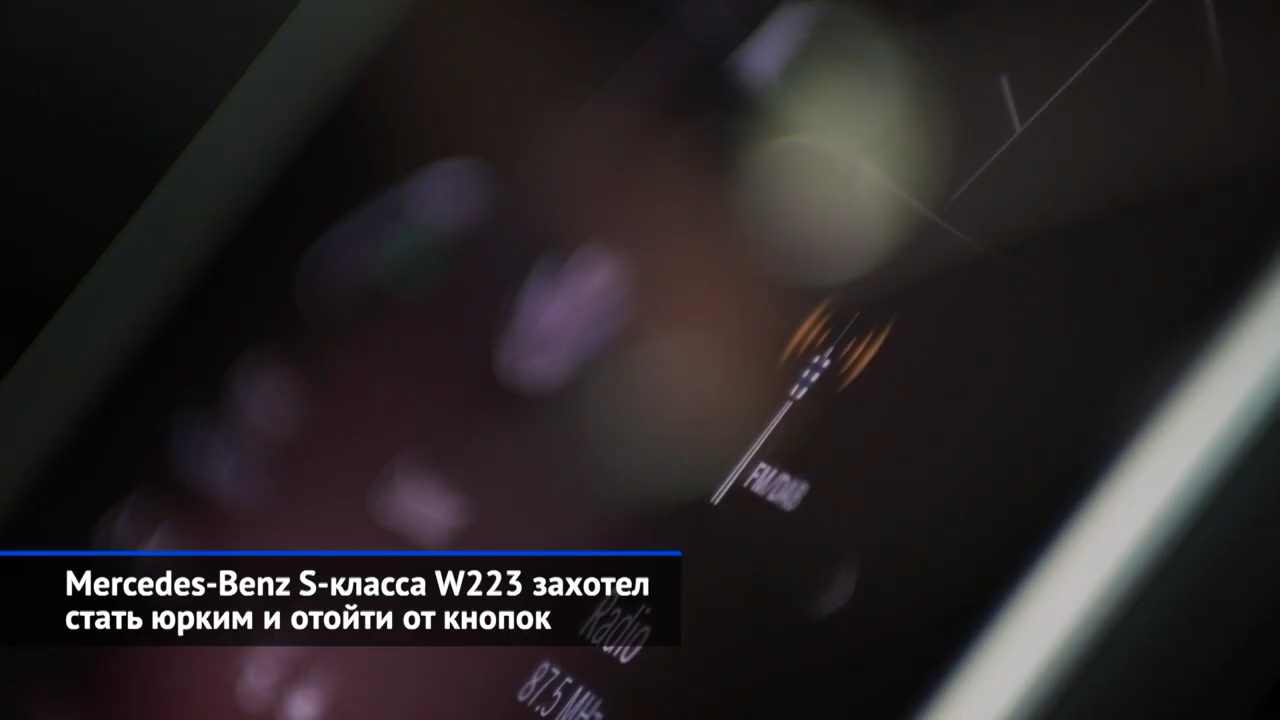 FM/DAB
Mercedes-Benz S-класса W223 захотел
стать юрким и отойти от кнопок
Radio
87.5 MHz